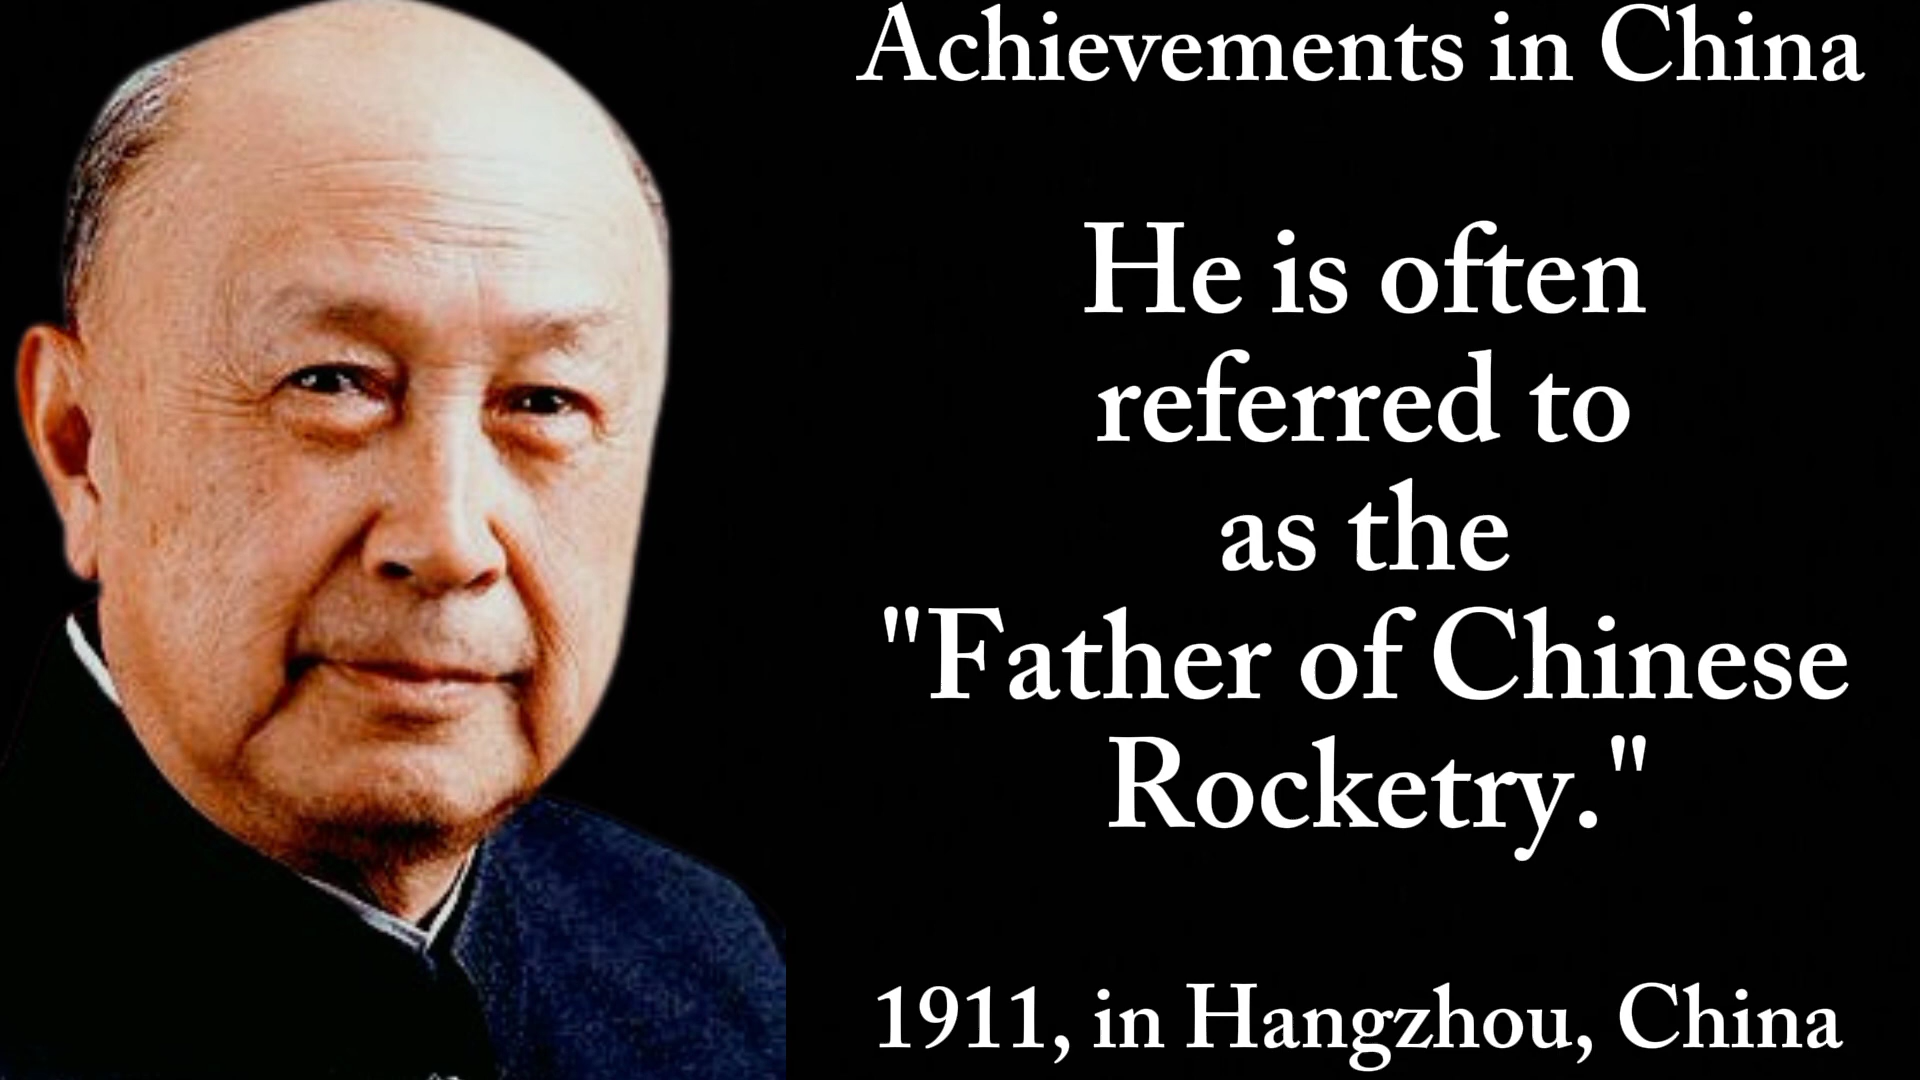 Achievements in China
He is often
referred to
as the
"Father of Chinese
Rocketry."
1911, in Hangzhou, China